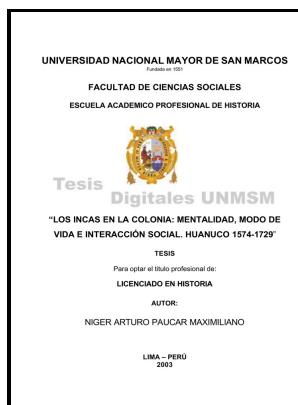 UNIVERSIDAD NACIONAL MAYOR DE SAN MARCOS
Fundada en 1551
FACULTAD DE CIENCIAS SOCIALES
ESCUELA ACADEMICO PROFESIONAL DE HISTORIA
Tesis
Digitales UNMSM
“LOS INCAS EN LA COLONIA: MENTALIDAD, MODO DE
VIDA E INTERACCIÓN SOCIAL. HUANUCO 1574-1729”
TESIS
Para optar el título profesional de:
LICENCIADO EN HISTORIA
AUTOR:
NIGER ARTURO PAUCAR MAXIMILIANO
LIMA – PERÚ
2003